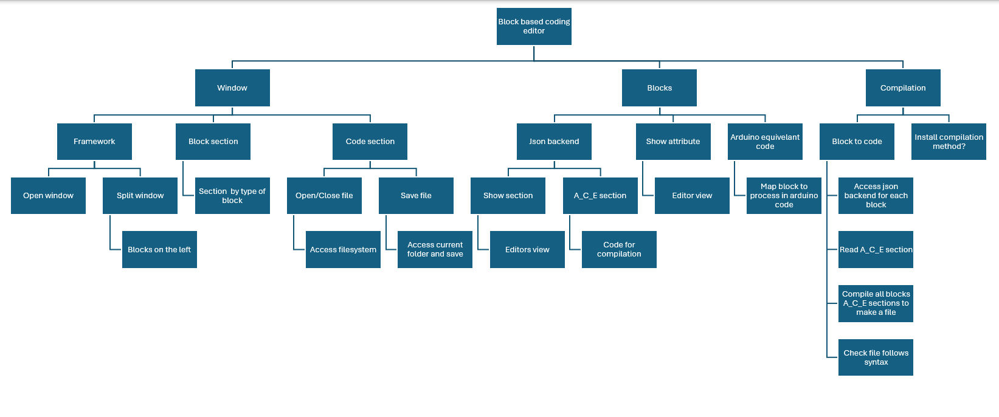 Block based coding
editor
Window
Blocks
Compilation
Framework
Block section
Code section
Json backend
Show attribute
Arduino equivelant
code
Block to code
Install compilation
method?
Open window
Split window
Section  by type of
block
Open/Close file
Save file
Show section
A_C_E section
Editor view
Map block to
process in arduino
code
Access json
backend for each
block
Blocks on the left
Access filesystem
Access current
folder and save
Editors view
Code for
compilation
Read A_C_E section
Compile all blocks
A_C_E sections to
make a file
Check file follows
syntax